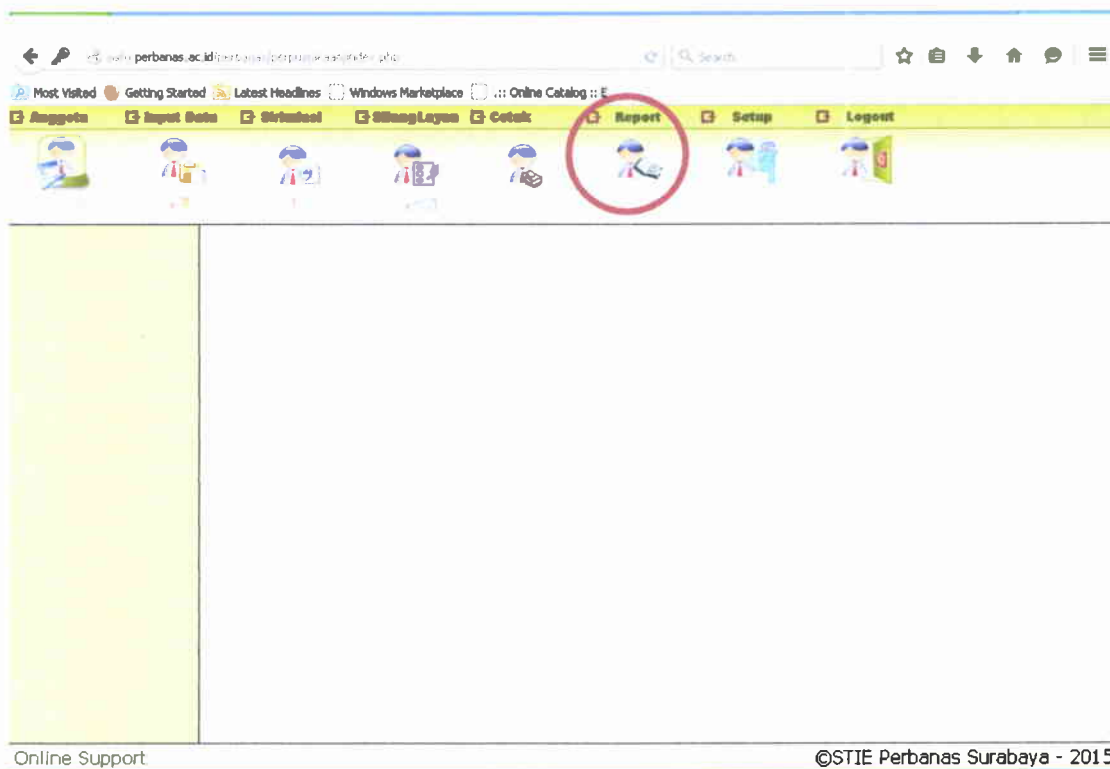 perbanas.ac.id
Search
Most Visited Getting Started Latest Headlines Windows Marketplace .:: Online Catalog :: E
Anggota Input Data Sirkulasi Cetak Report Setup Logout
Online Support ©STIE Perbanas Surabaya - 2015